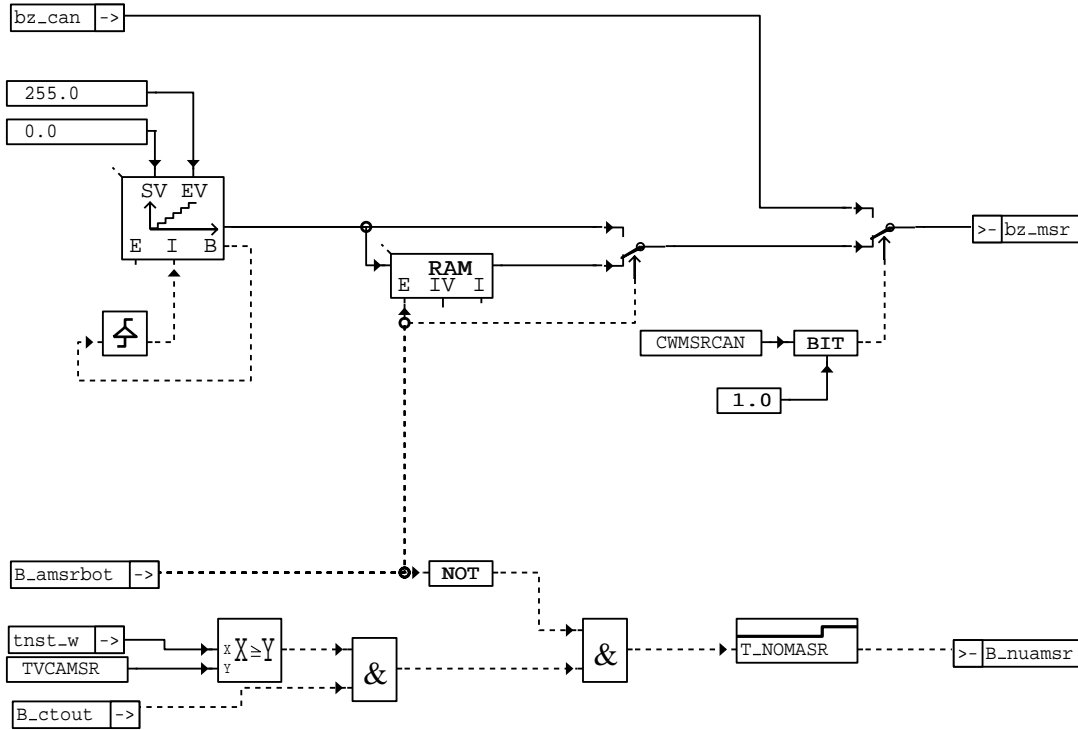 bz_can ->
255.0
0.0
SV EV
E I B
RAM
E IV I
>- bz_msr
CWMSRCAN
BIT
1.0
B_amsrbot ->
NOT
tnst_w ->
TVCAMSR
X
Y
X≥Y
B_ctout ->
&
&
T_NOMASR
>- B_nuamsr